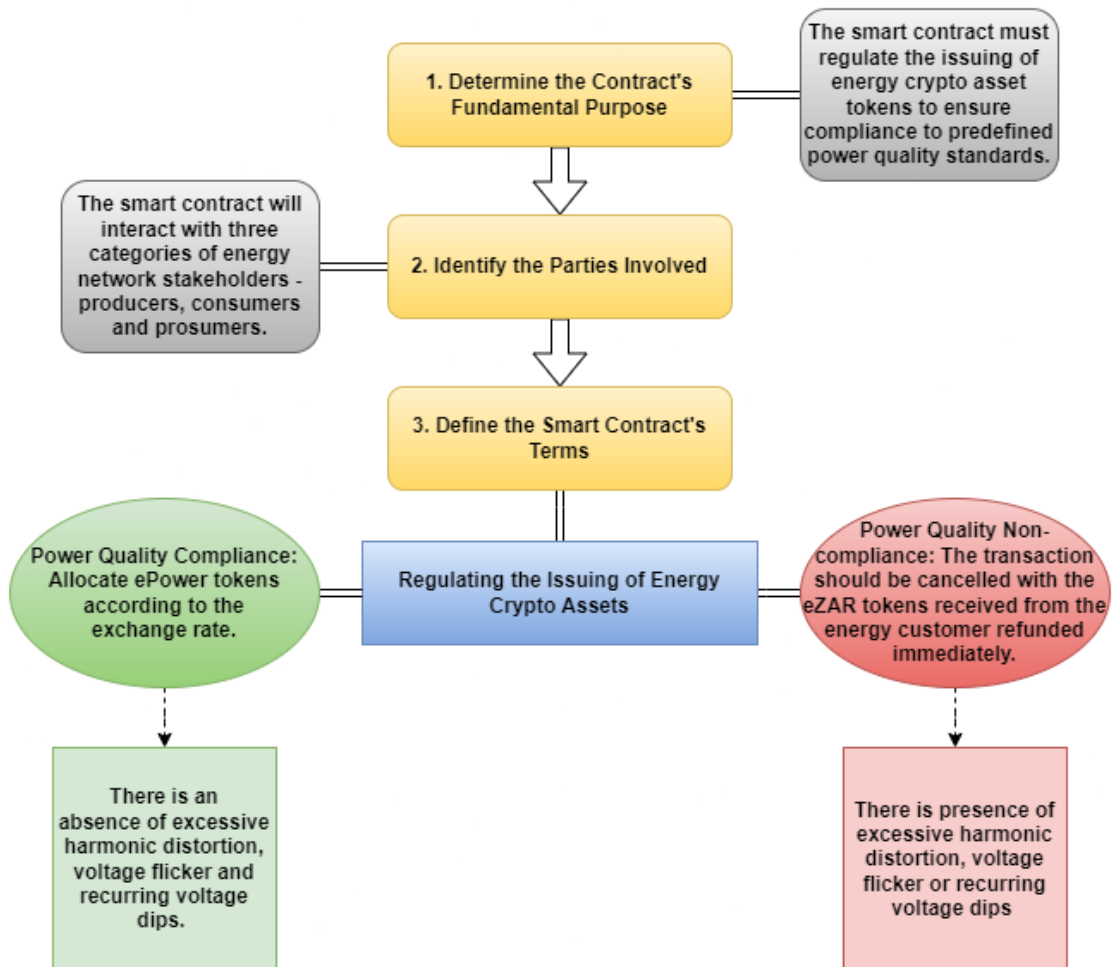 1. Determine the Contract's
Fundamental Purpose
The smart contract must
regulate the issuing of
energy crypto asset
tokens to ensure
compliance to predefined
power quality standards.
The smart contract will
interact with three
categories of energy
network stakeholders -
producers, consumers
and prosumers.
2. Identify the Parties Involved
3. Define the Smart Contract's
Terms
Power Quality Compliance:
Allocate ePower tokens
according to the
exchange rate.
Regulating the Issuing of Energy
Crypto Assets
Power Quality Non-
compliance: The transaction
should be cancelled with the
eZAR tokens received from the
energy customer refunded
immediately.
There is an
absence of excessive
harmonic distortion,
voltage flicker and
recurring voltage
dips.
There is presence of
excessive harmonic
distortion, voltage
flicker or recurring
voltage dips